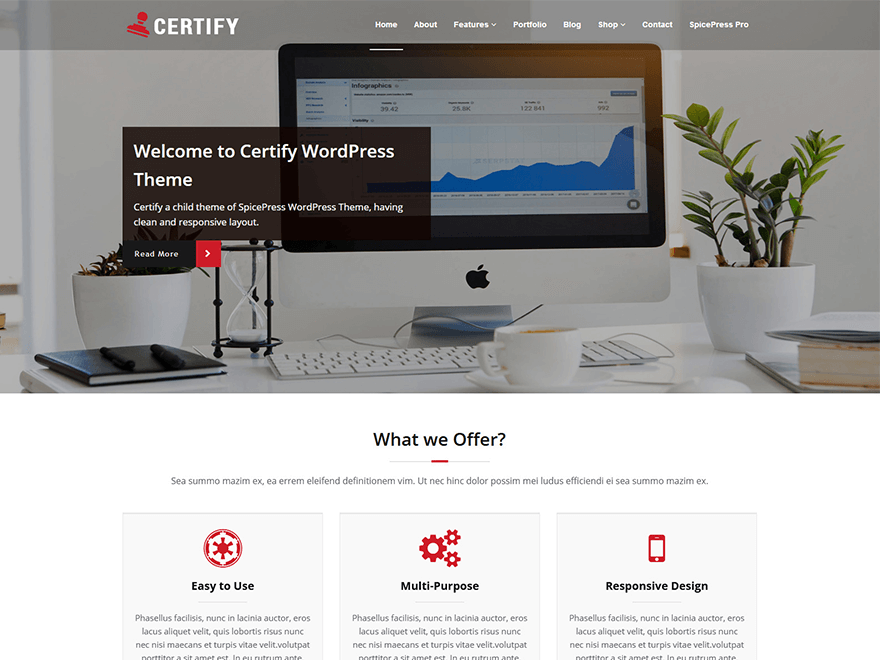 CERTIFY
Home About Features Portfolio Blog Shop Contact SpicePress Pro
Infographics
39.42 25.8K 122 841 992
Visibility
Welcome to Certify WordPress
Theme
Certify a child theme of SpicePress WordPress Theme, having
clean and responsive layout.
Read More
What we Offer?
Sea summo mazim ex, ea errem eleifend definitionem vim. Ut nec hinc dolor possim mei ludus efficiendi ei sea summo mazim ex.
Easy to Use
Phasellus facilisis, nunc in lacinia auctor, eros
lacus aliquet velit, quis lobortis risus nunc
nec nisi maecans et turpis vitae velit.volutpat
porttitor a sit amet est. In eu rutrum ante.
Multi-Purpose
Phasellus facilisis, nunc in lacinia auctor, eros
lacus aliquet velit, quis lobortis risus nunc
nec nisi maecans et turpis vitae velit.volutpat
porttitor a sit amet est. In eu rutrum ante.
Responsive Design
Phasellus facilisis, nunc in lacinia auctor, eros
lacus aliquet velit, quis lobortis risus nunc
nec nisi maecans et turpis vitae velit.volutpat
porttitor a sit amet est. In eu rutrum ante.